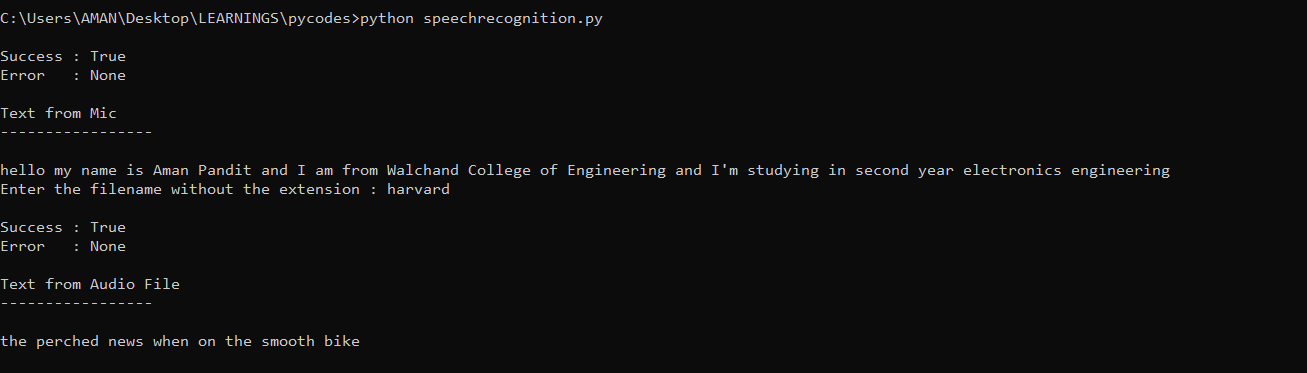 C:\Users\AMAN\Desktop\LEARNINGS\pycodes>python speechrecognition.py
Success : True
Error   : None
Text from Mic
-----------------
hello my name is Aman Pandit and I am from Walchand College of Engineering and I'm studying in second year electronics engineering
Enter the filename without the extension : harvard
Success : True
Error   : None
Text from Audio File
-----------------
the perched news when on the smooth bike